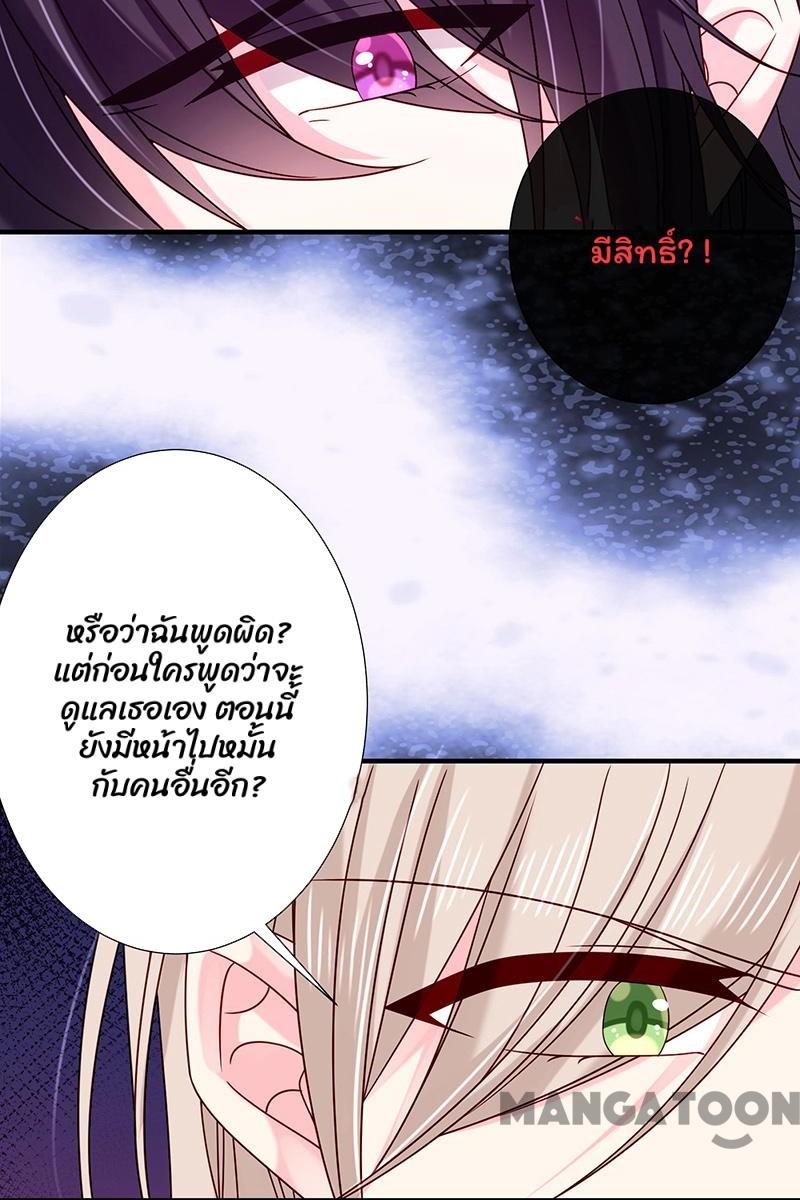 มีสิทธิ์? !
หรือว่าฉันพูดผิด?
แต่ก่อนใครพูดว่าจะ
ดูแลเธอเอง ตอนนี้
ยังมีหน้าไปหมั้น
กับคนอื่นอีก?
MANGATOON